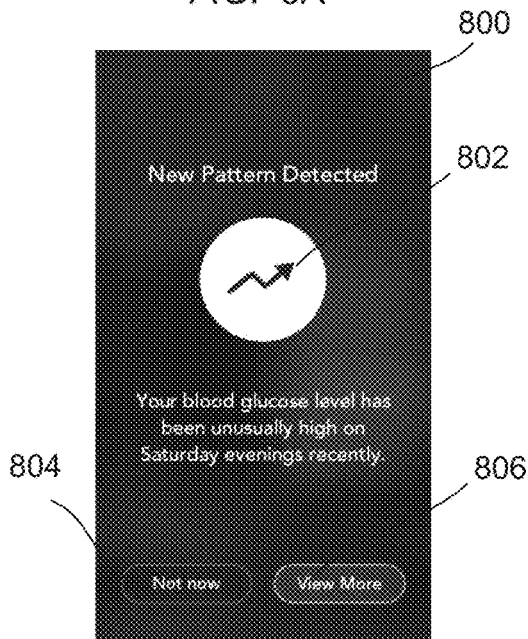 800
New Pattern Detected
802
Your blood glucose level has
been unusually high on
Saturday evenings recently.
804
806
Not now
View More